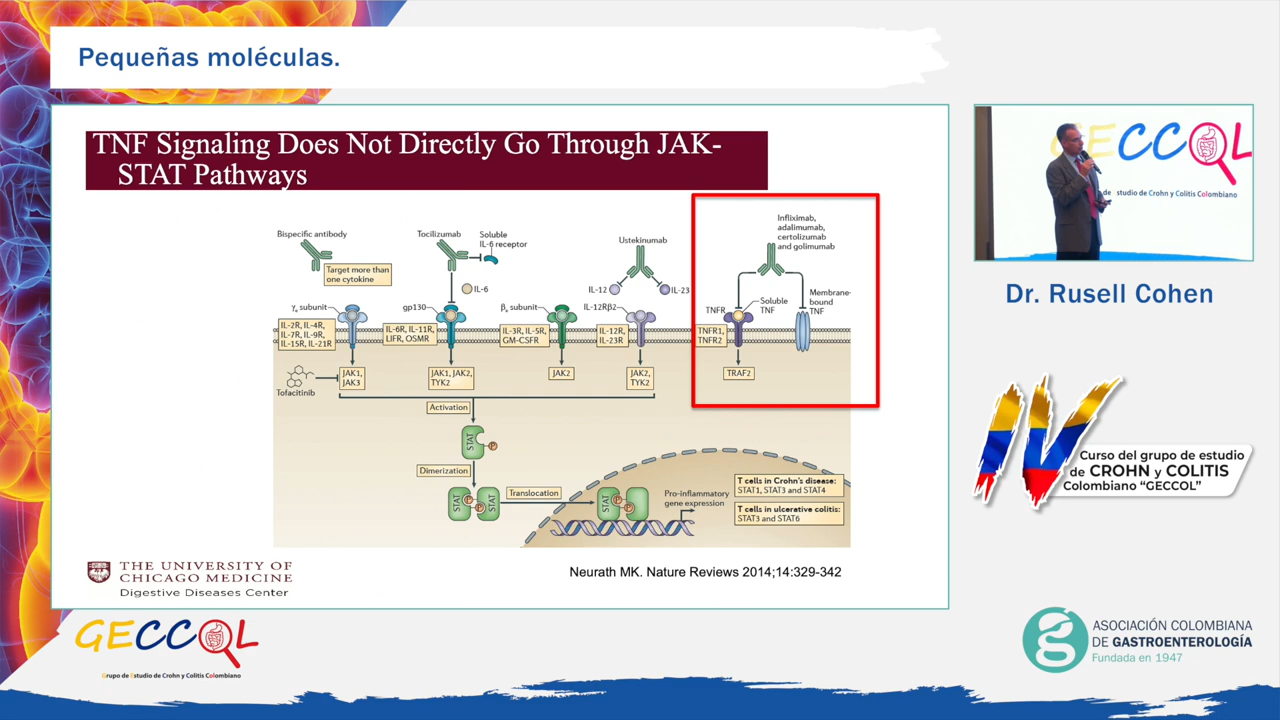 Pequeñas moléculas.
TNF Signaling Does Not Directly Go Through JAK-
STAT Pathways
Bispecific antibody
Target more than
one cytokine
Tocilizumab
Soluble
IL-6 receptor
IL-6
Ustekinumab
IL-12
IL-23
Infliximab,
adalimumab,
certolizumab
and golimumab
Soluble
TNF
Membrane-
bound
TNF
γc subunit
IL-2R, IL-4R,
IL-7R, IL-9R,
IL-15R, IL-21R
gp130
IL-6R, IL-11R,
LIFR, OSMR
βc subunit
IL-3R, IL-5R,
GM-CSFR
IL-12Rβ2
IL-12R,
IL-23R
TNFR
TNFR1,
TNFR2
Tofacitinib
JAK1,
JAK3
JAK1, JAK2,
TYK2
JAK2
JAK2,
TYK2
TRAF2
Activation
STAT
P
Dimerization
STAT
P
P
STAT
Translocation
STAT
P
P
Pro-inflammatory
gene expression
T cells in Crohn's disease:
STAT1, STAT3 and STAT4
T cells in ulcerative colitis:
STAT3 and STAT6
THE UNIVERSITY OF
CHICAGO MEDICINE
Digestive Diseases Center
Neurath MK. Nature Reviews 2014;14:329-342
GECCOL
de estudio de Crohn y Colitis Colombiano
Dr. Rusell Cohen
IV
Curso del grupo de estudio
de CROHN y COLITIS
Colombiano “GECCOL”
GECCOL
Grupo de Estudio de Crohn y Colitis Colombiano
ASOCIACIÓN COLOMBIANA
DE GASTROENTEROLOGÍA
Fundada en 1947